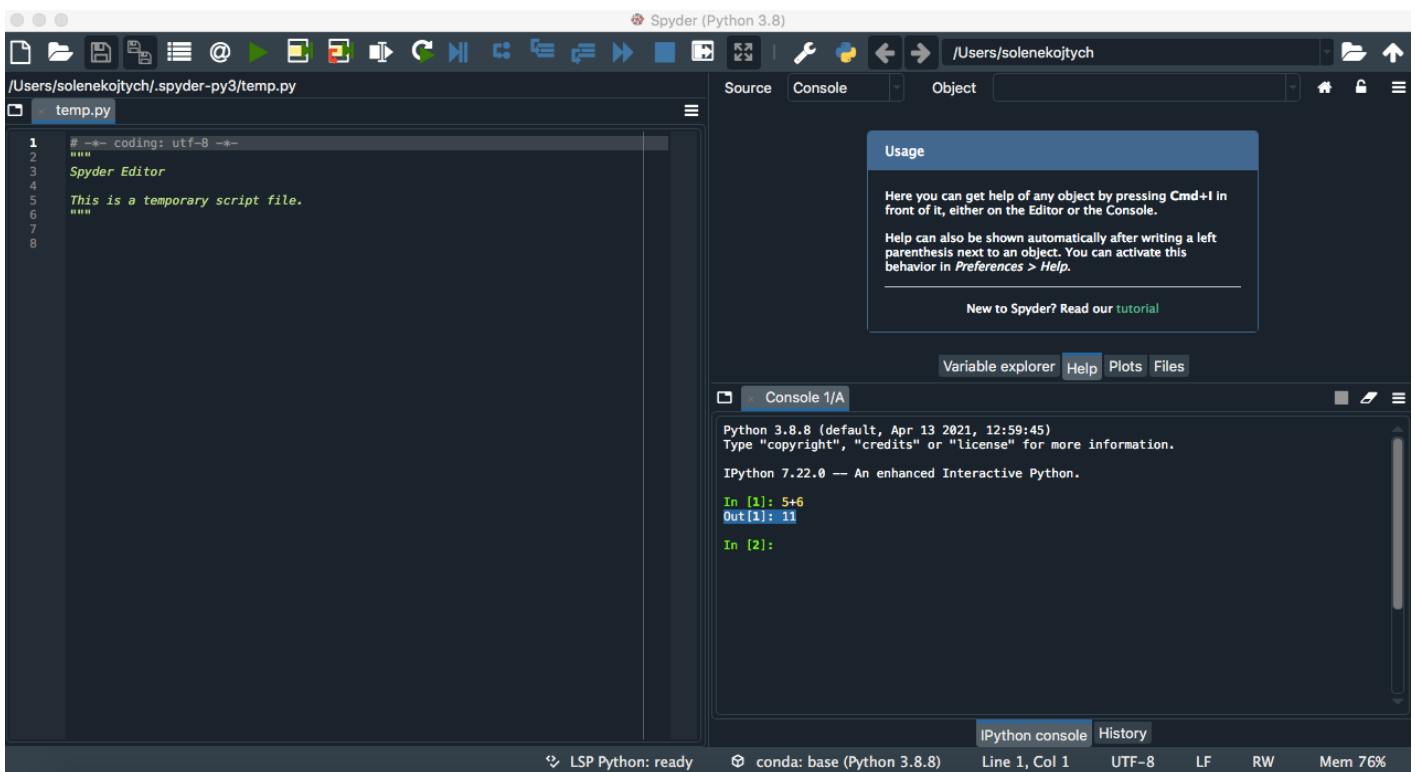 Spyder (Python 3.8)
/Users/solenekojtych
/Users/solenekojtych/.spyder-py3/temp.py
temp.py
1 # -*- coding: utf-8 -*-
2 """
3 Spyder Editor
4
5 This is a temporary script file.
6 """
7
8
Source Console Object
Usage
Here you can get help of any object by pressing Cmd+I in
front of it, either on the Editor or the Console.
Help can also be shown automatically after writing a left
parenthesis next to an object. You can activate this
behavior in Preferences > Help.
New to Spyder? Read our tutorial
Variable explorer Help Plots Files
Console 1/A
Python 3.8.8 (default, Apr 13 2021, 12:59:45)
Type "copyright", "credits" or "license" for more information.
IPython 7.22.0 -- An enhanced Interactive Python.
In [1]: 5+6
Out[1]: 11
In [2]:
IPython console History
LSP Python: ready conda: base (Python 3.8.8) Line 1, Col 1 UTF-8 LF RW Mem 76%